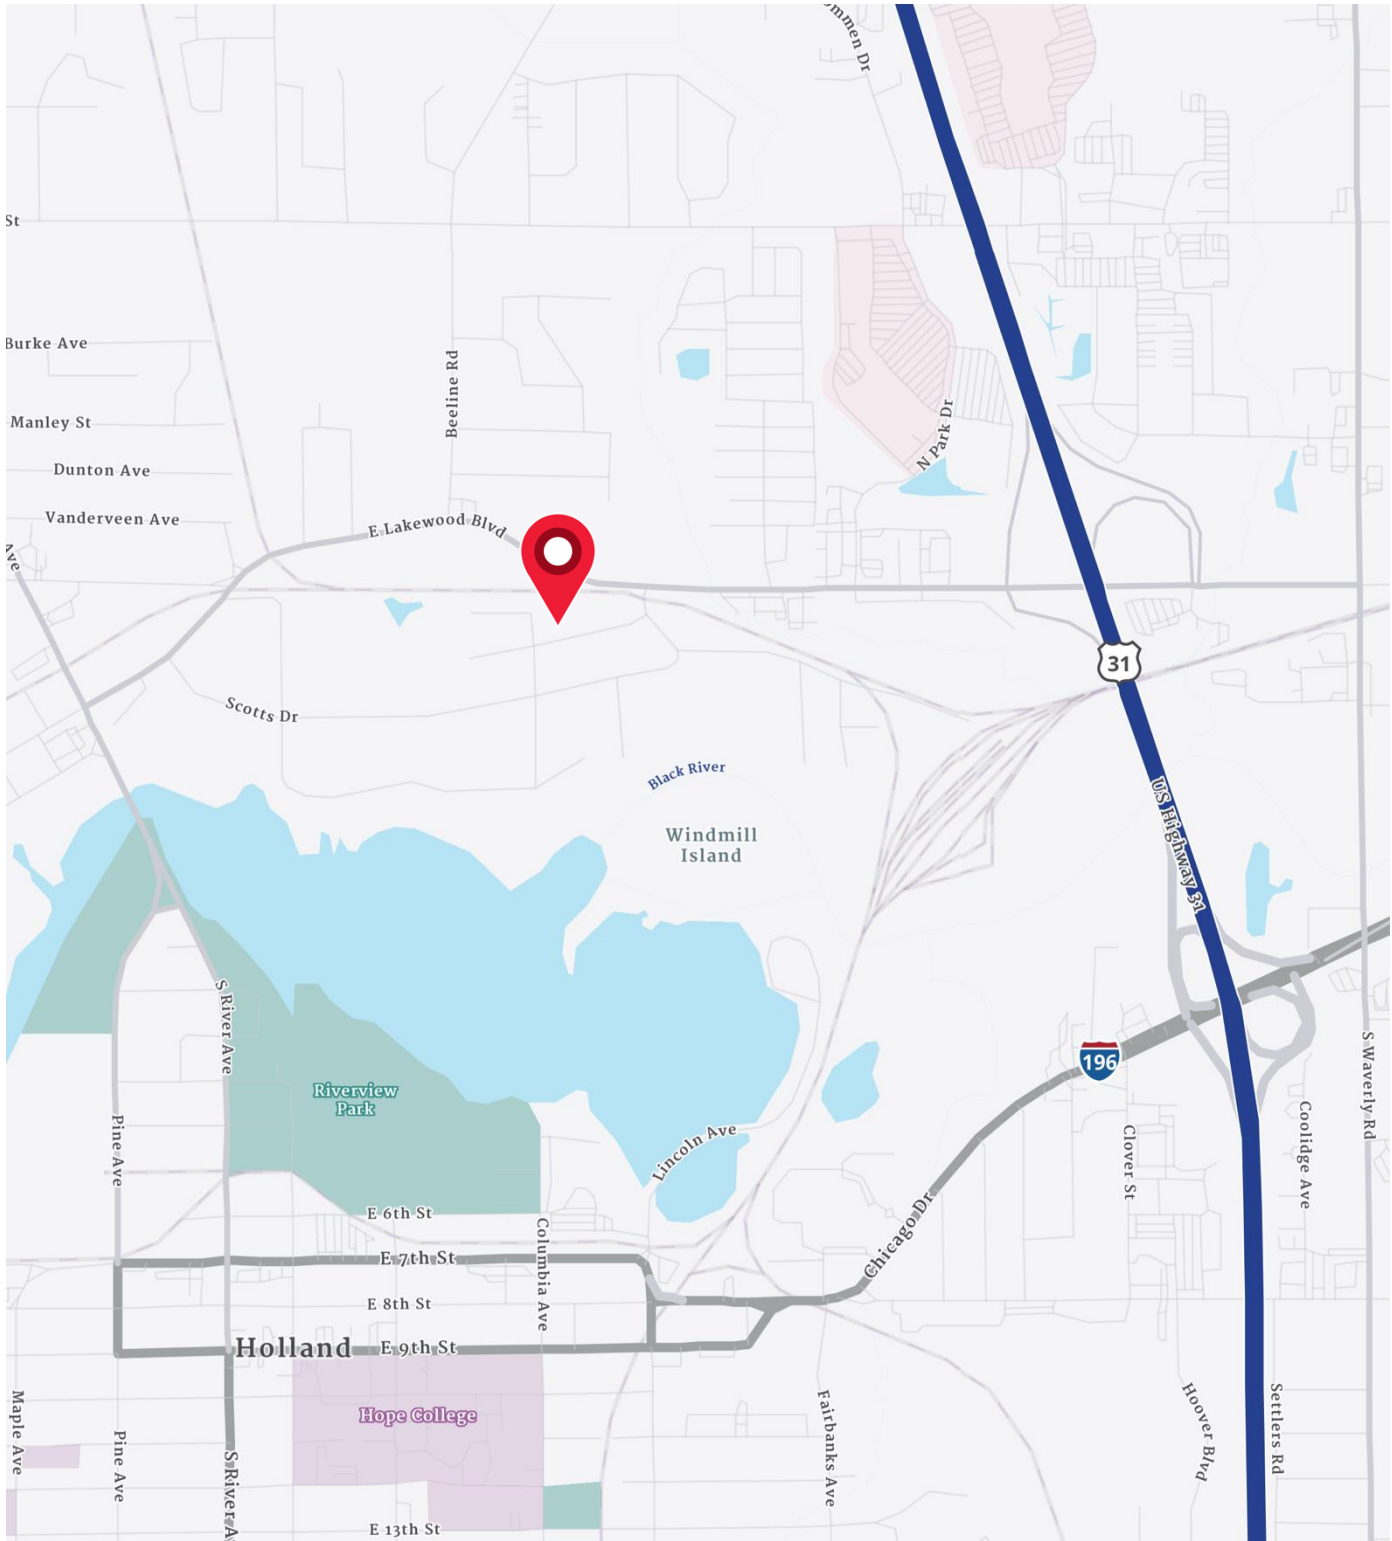 ommen Dr
St
Burke Ave
Beeline Rd
Manley St
N Park Dr
Dunton Ave
Vanderveen Ave
E Lakewood Blvd
Ave
31
Scotts Dr
Black River
US Highway 31
Windmill
Island
S River Ave
196
S Waverly Rd
Riverview
Park
Pine Ave
Lincoln Ave
Clover St
Coolidge Ave
E 6th St
Chicago Dr
Columbia Ave
E 7th St
E 8th St
Holland
E 9th St
Maple Ave
Hope College
Fairbanks Ave
Hoover Blvd
Settlers Rd
Pine Ave
S River A
E 13th St